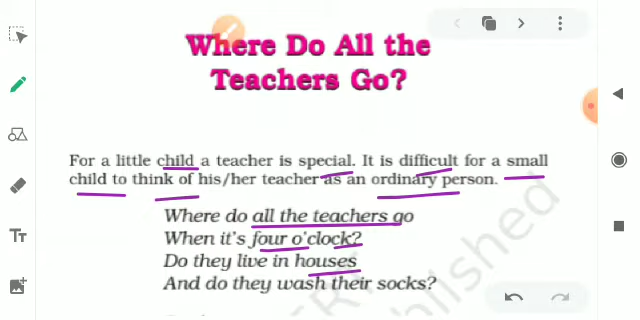 Where Do All the
Teachers Go?
For a little child a teacher is special. It is difficult for a small
child to think of his/her teacher as an ordinary person.
Where do all the teachers go
When it's four o'clock?
Do they live in houses
And do they wash their socks?
Tt